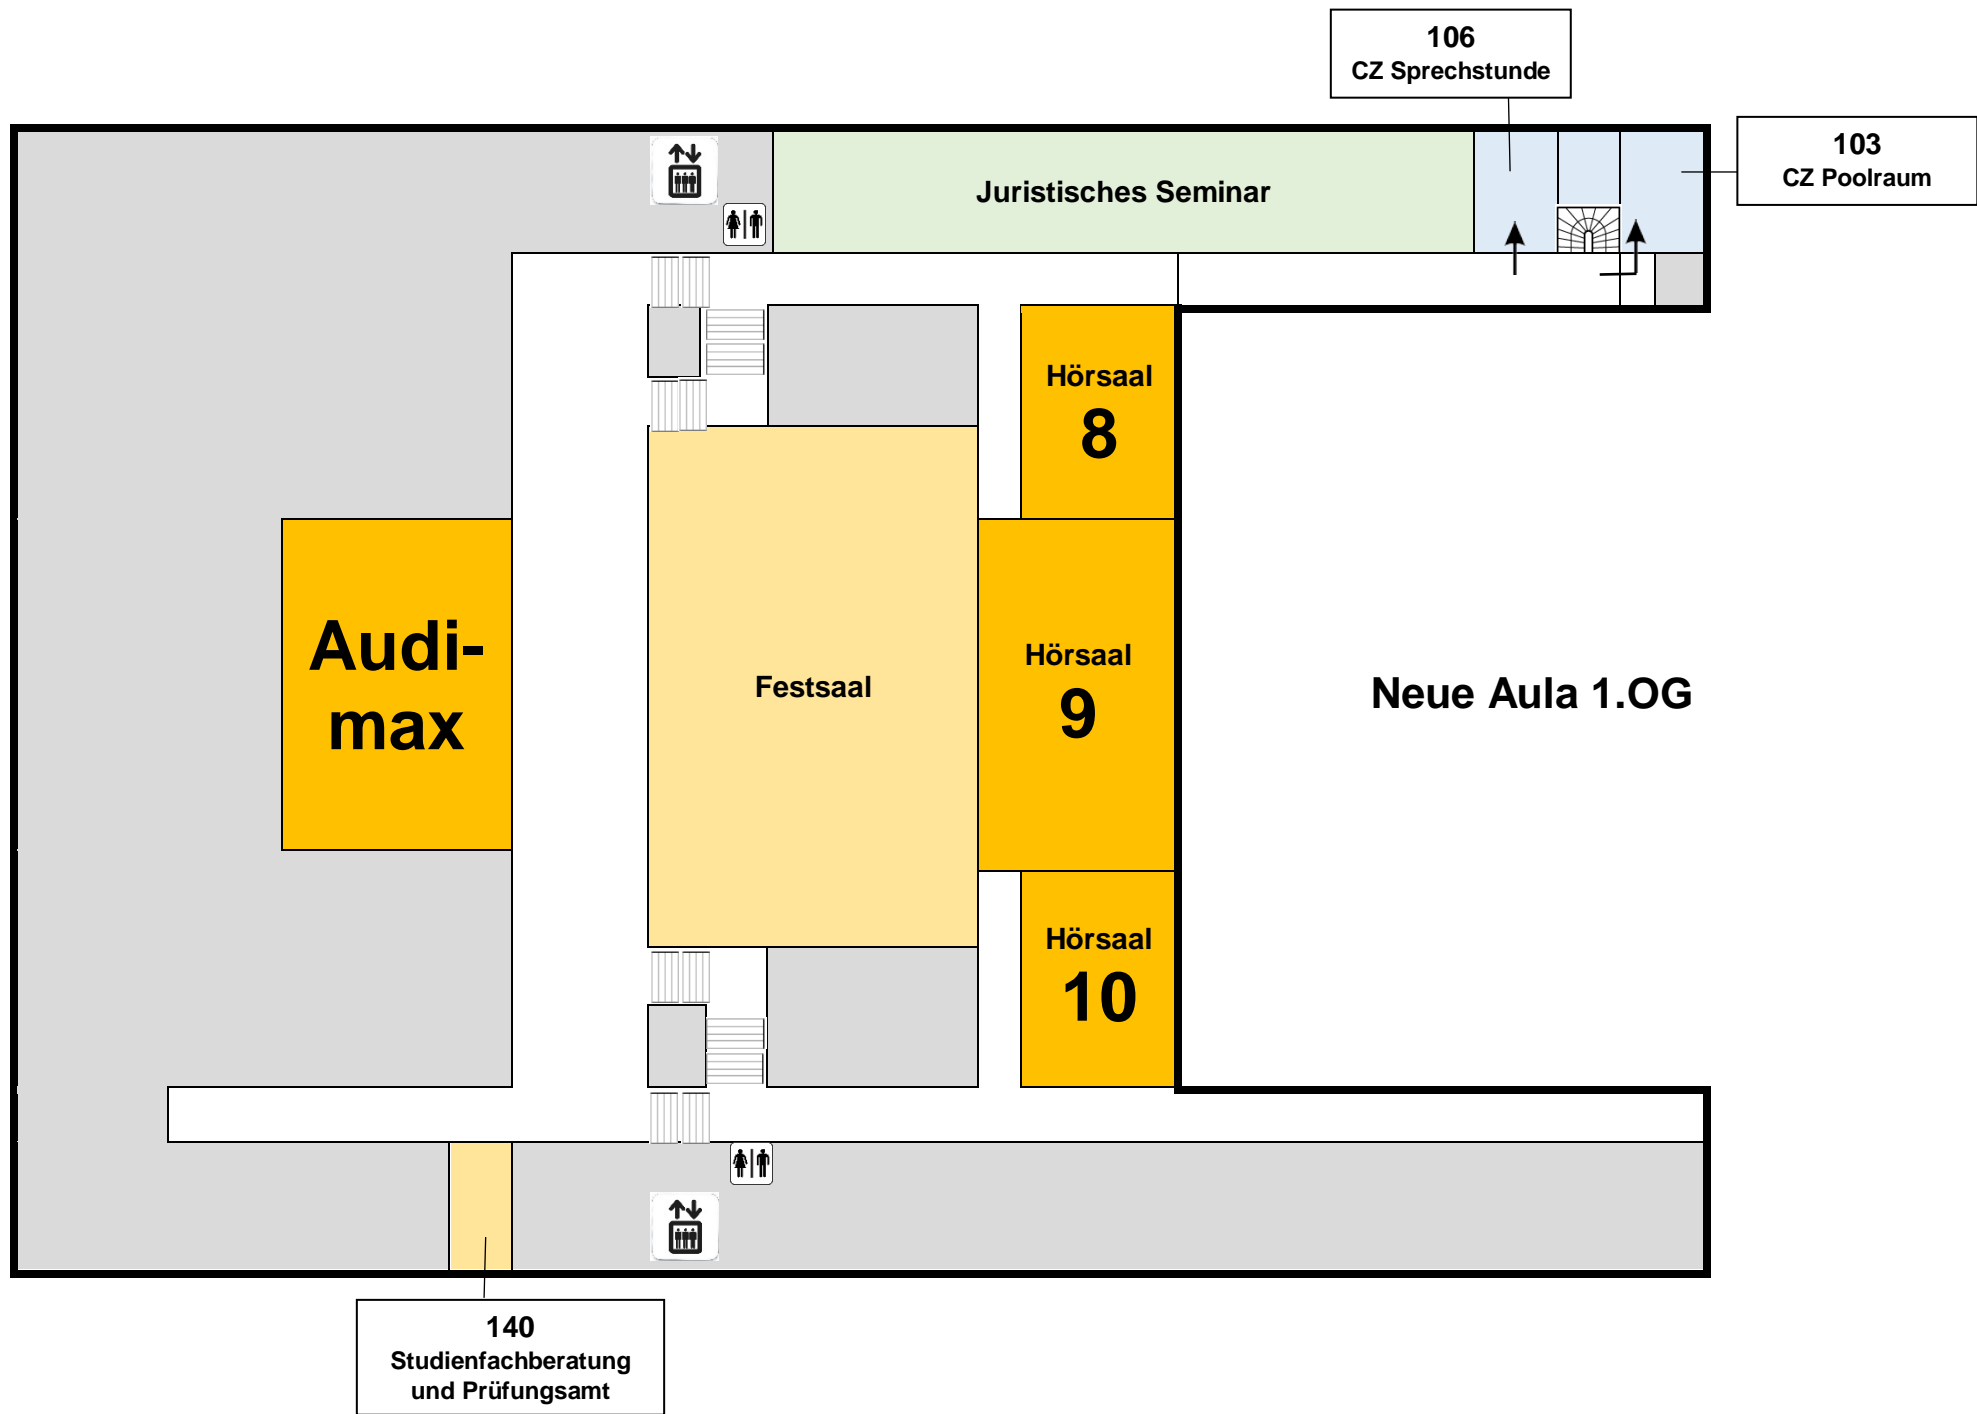 106
CZ Sprechstunde
103
CZ Poolraum
Juristisches Seminar
Hörsaal
8
Audi-
max
Festsaal
Hörsaal
9
Neue Aula 1.OG
Hörsaal
10
140
Studienfachberatung
und Prüfungsamt